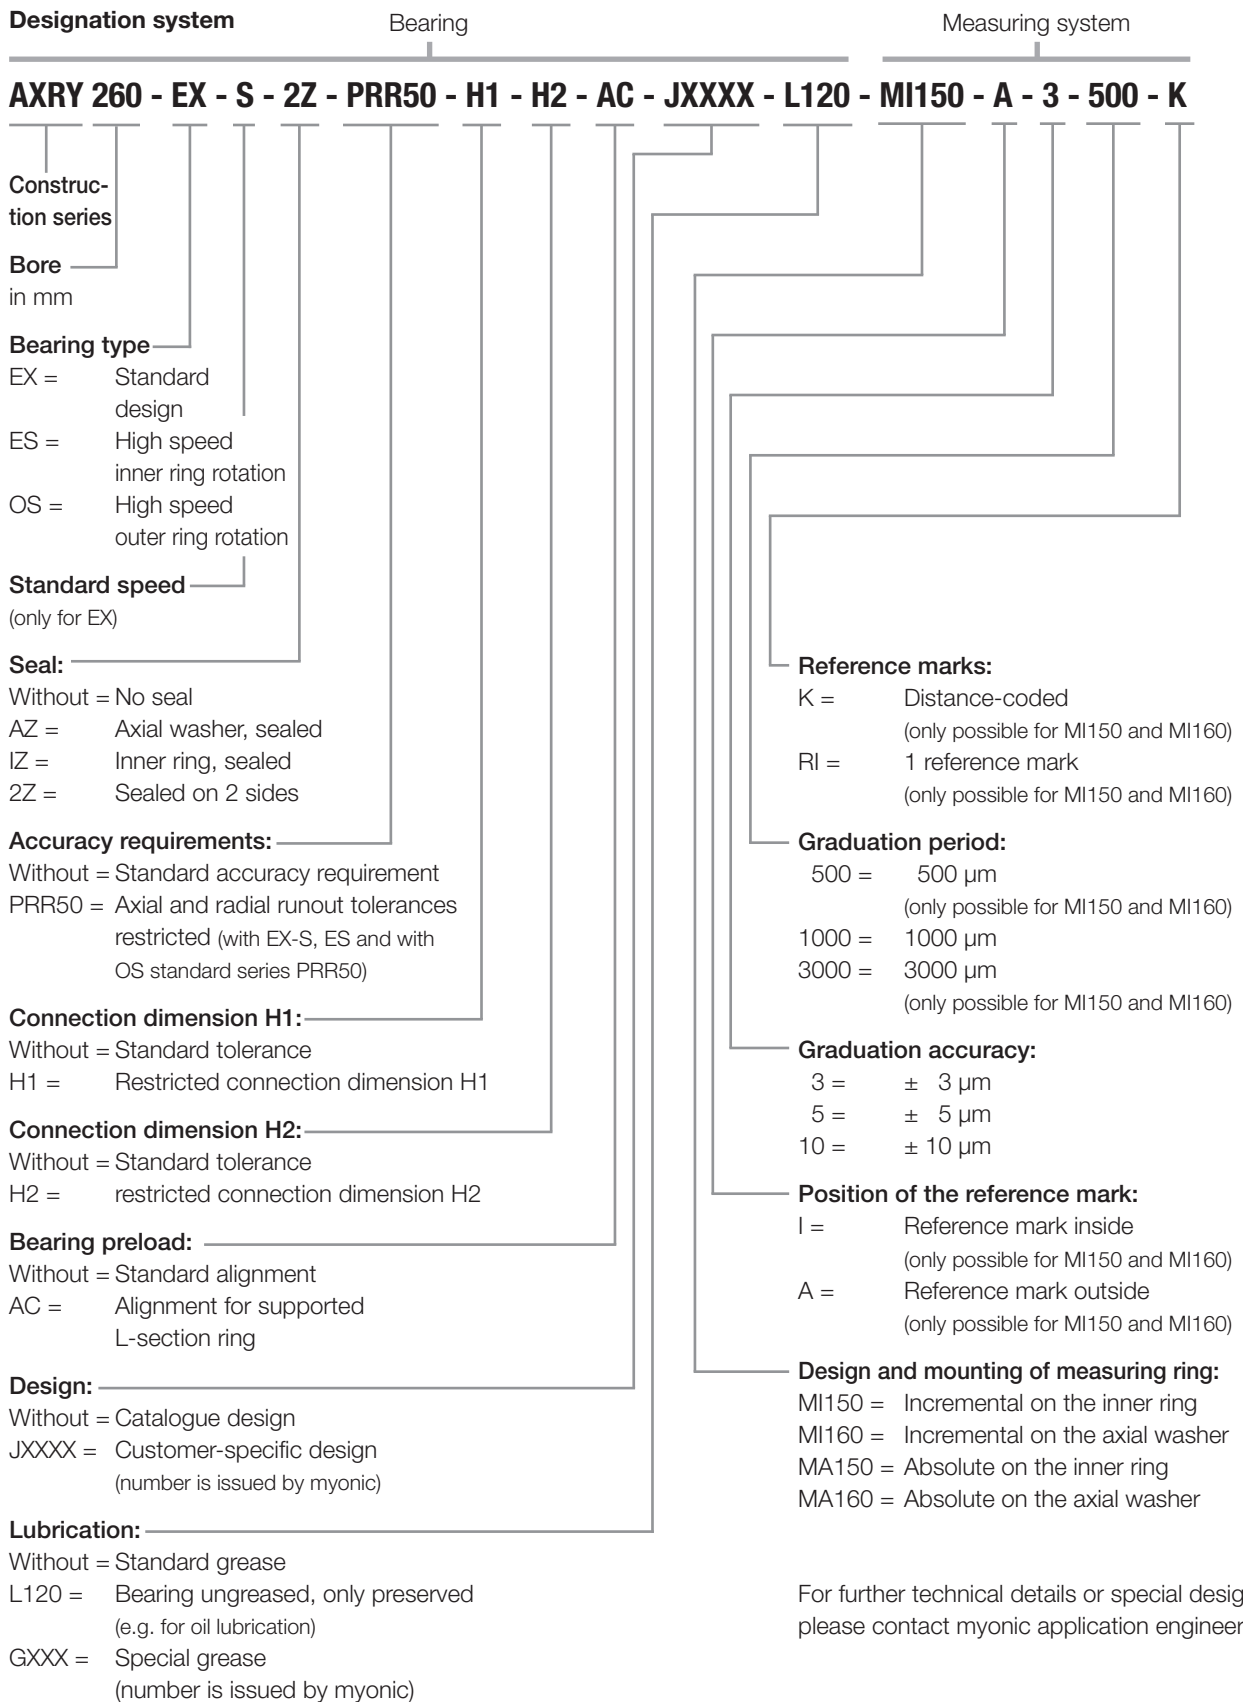 Designation system
Bearing
Measuring system
AXRY 260 - EX - S - 2Z - PRR50 - H1 - H2 - AC - JXXXX - L120 - MI150 - A - 3 - 500 - K
Construc-
tion series
Bore
in mm
Bearing type
EX = Standard
design
ES = High speed
inner ring rotation
OS = High speed
outer ring rotation
Standard speed
(only for EX)
Seal:
Without = No seal
AZ = Axial washer, sealed
IZ = Inner ring, sealed
2Z = Sealed on 2 sides
Accuracy requirements:
Without = Standard accuracy requirement
PRR50 = Axial and radial runout tolerances
restricted (with EX-S, ES and with
OS standard series PRR50)
Connection dimension H1:
Without = Standard tolerance
H1 = Restricted connection dimension H1
Connection dimension H2:
Without = Standard tolerance
H2 = restricted connection dimension H2
Bearing preload:
Without = Standard alignment
AC = Alignment for supported
L-section ring
Design:
Without = Catalogue design
JXXXX = Customer-specific design
(number is issued by myonic)
Lubrication:
Without = Standard grease
L120 = Bearing ungreased, only preserved
(e.g. for oil lubrication)
GXXX = Special grease
(number is issued by myonic)
Reference marks:
K = Distance-coded
(only possible for MI150 and MI160)
RI = 1 reference mark
(only possible for MI150 and MI160)
Graduation period:
500 = 500 µm
(only possible for MI150 and MI160)
1000 = 1000 µm
3000 = 3000 µm
(only possible for MI150 and MI160)
Graduation accuracy:
3 = ± 3 µm
5 = ± 5 µm
10 = ± 10 µm
Position of the reference mark:
I = Reference mark inside
(only possible for MI150 and MI160)
A = Reference mark outside
(only possible for MI150 and MI160)
Design and mounting of measuring ring:
MI150 = Incremental on the inner ring
MI160 = Incremental on the axial washer
MA150 = Absolute on the inner ring
MA160 = Absolute on the axial washer
For further technical details or special desig
please contact myonic application engineer